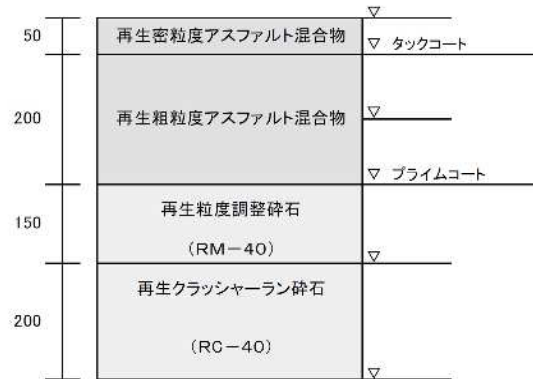 50
再生密粒度アスファルト混合物
タックコート
200
再生粗粒度アスファルト混合物
プライムコート
150
再生粒度調整砕石
(RM-40)
200
再生クラッシャーラン砕石
(RC-40)